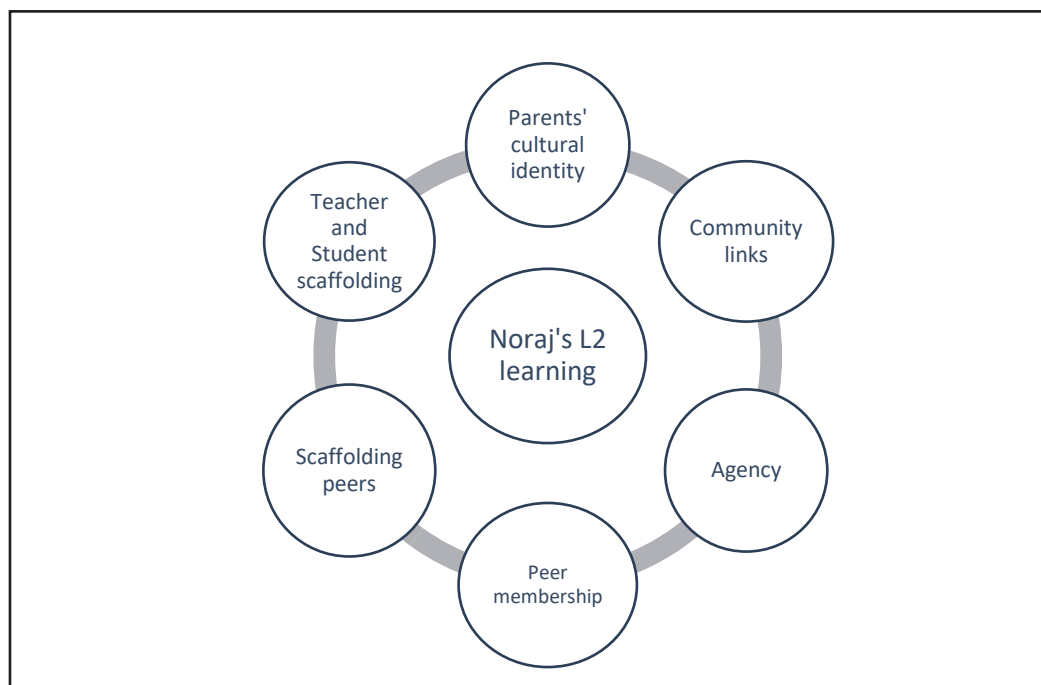 Parents'
cultural
identity
Community
links
Agency
Peer
membership
Scaffolding
peers
Teacher
and
Student
scaffolding
Noraj's L2
learning